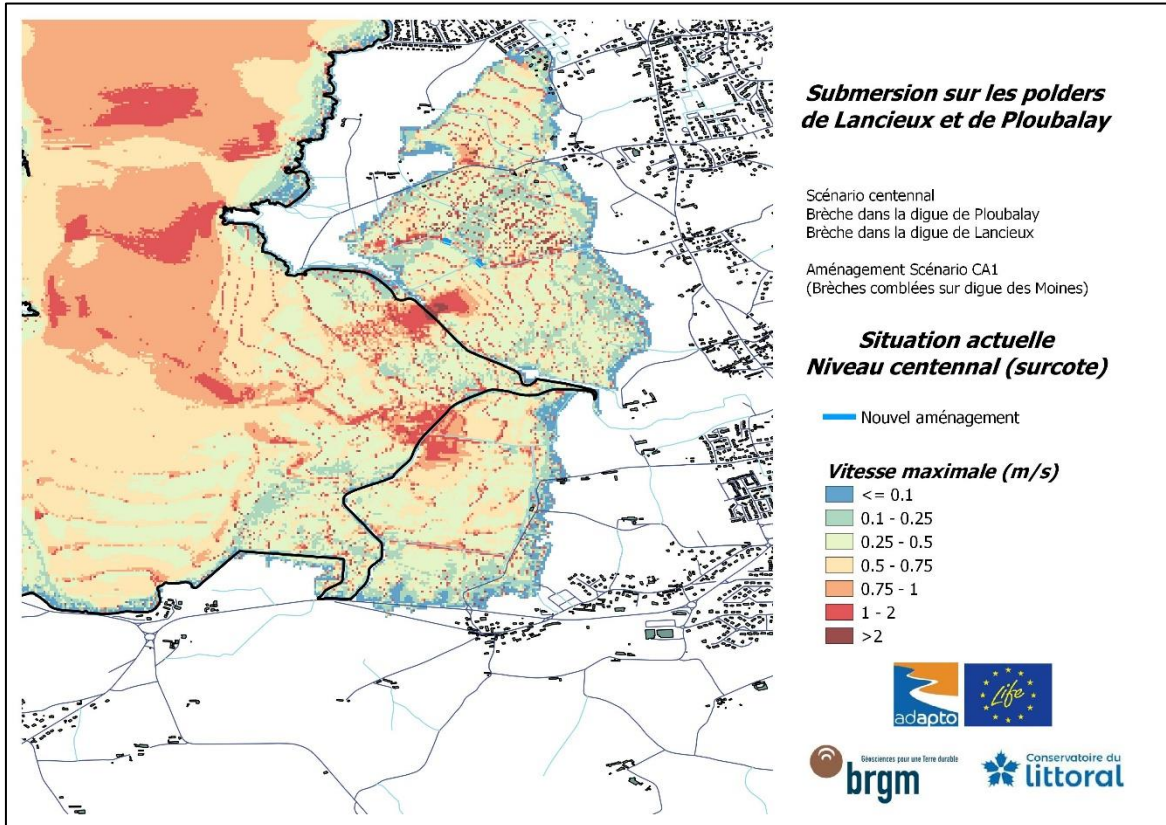 Submersion sur les polders
de Lancieux et de Ploubalay
Scénario centennal
Brèche dans la digue de Ploubalay
Brèche dans la digue de Lancieux
Aménagement Scénario CA1
(Brèches comblées sur digue des Moines)
Situation actuelle
Niveau centennal (surcote)
Nouvel aménagement
Vitesse maximale (m/s)
<= 0.1
0.1 - 0.25
0.25 - 0.5
0.5 - 0.75
0.75 - 1
1 - 2
>2
adapto
Life
Géosciences pour une Terre durable
brgm
Conservatoire du
littoral